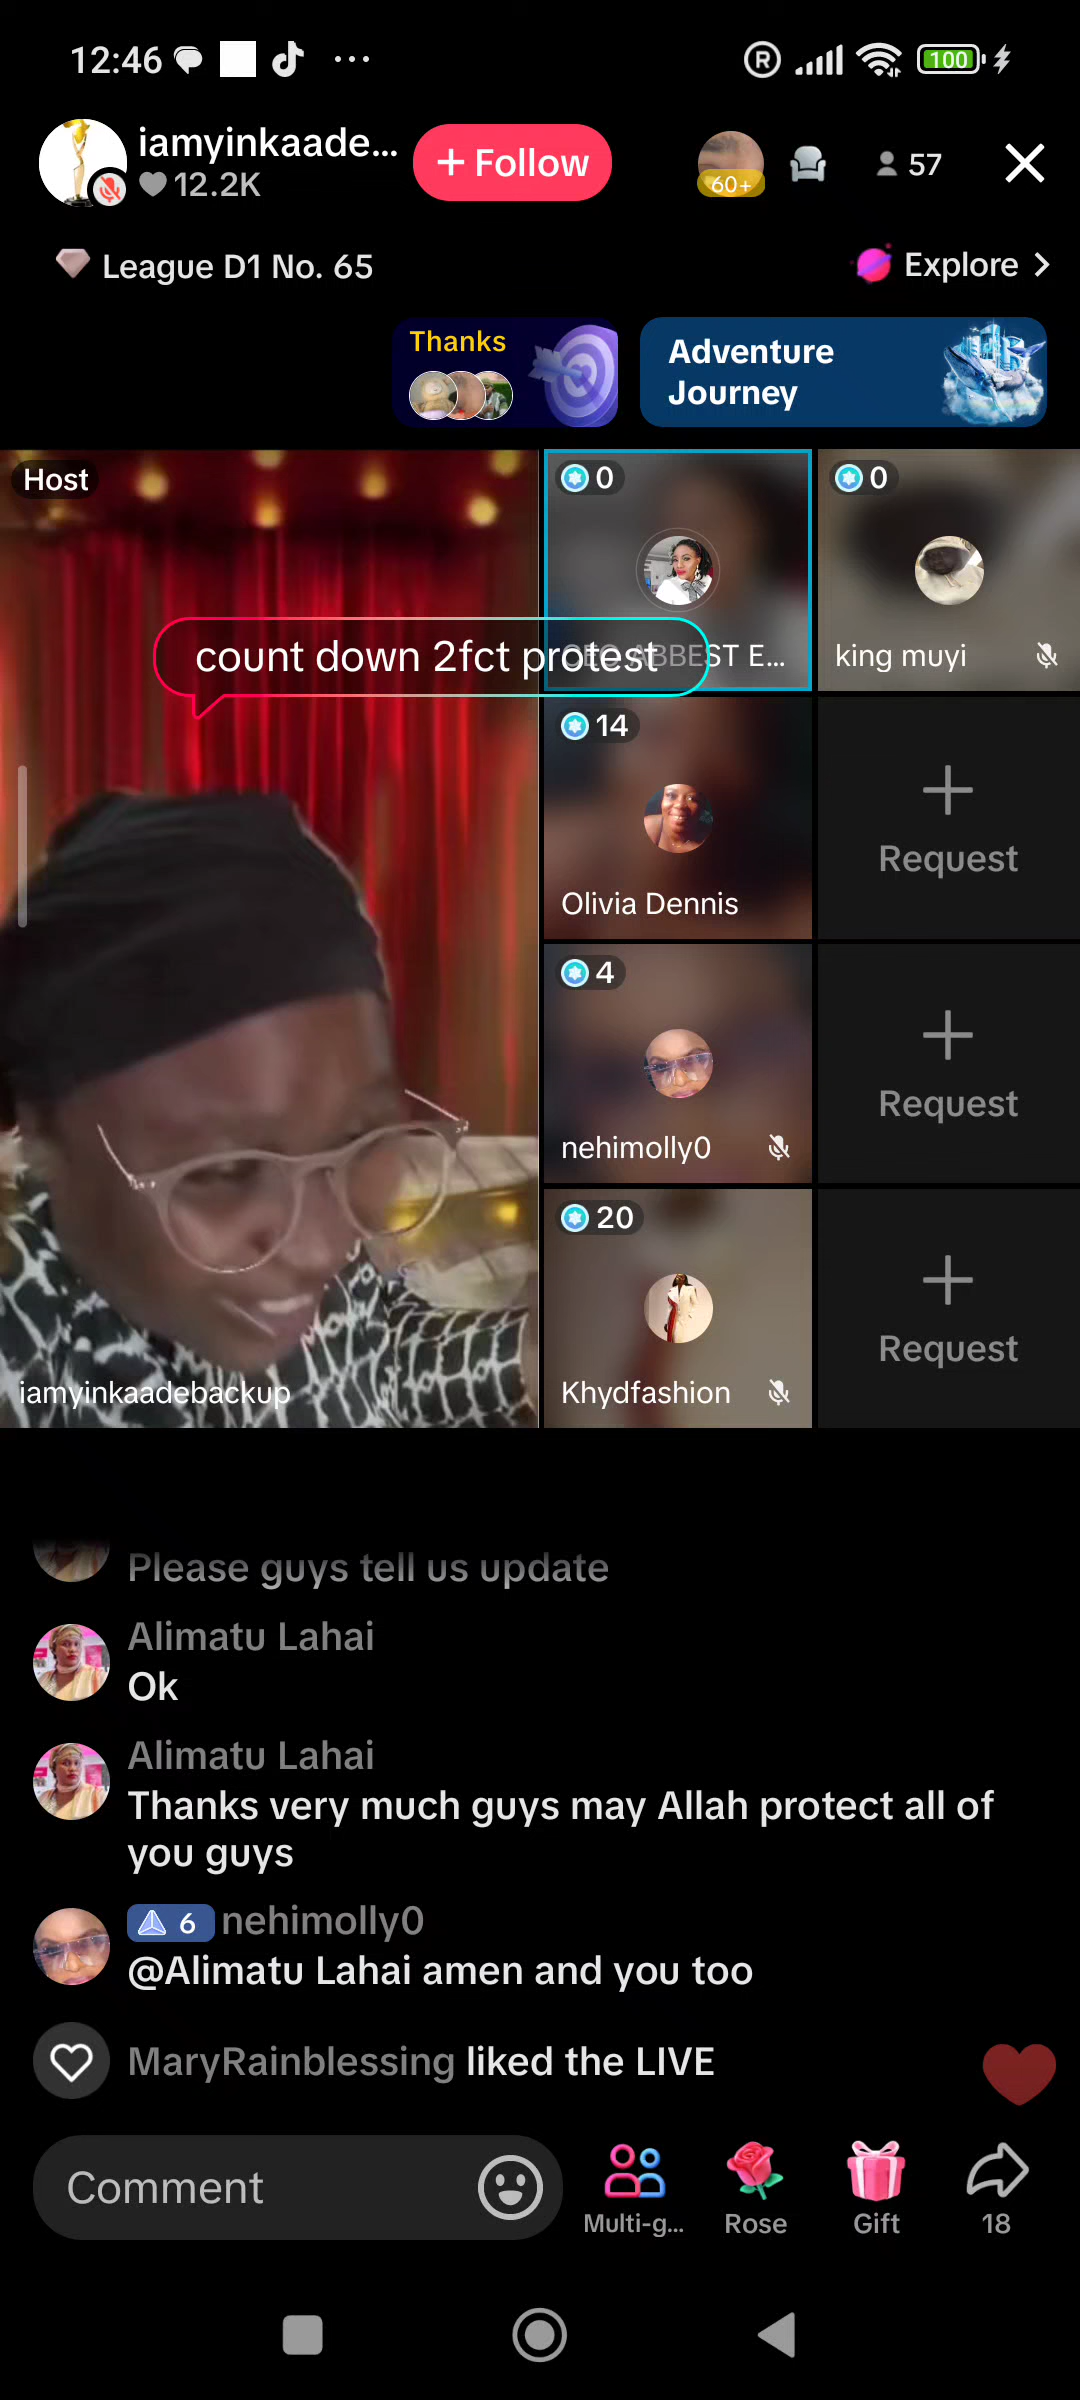 12:46
100
iamyinkaade...
12.2K
+ Follow
60+
57
League D1 No. 65
Explore >
Thanks
Adventure
Journey
Host
0
0
count down 2fct protest
ST E...
king muyi
14
Request
Olivia Dennis
4
Request
nehimolly0
20
Request
iamyinkaadebackup
Khydfashion
Please guys tell us update
Alimatu Lahai
Ok
Alimatu Lahai
Thanks very much guys may Allah protect all of
you guys
6 nehimolly0
@Alimatu Lahai amen and you too
MaryRainblessing liked the LIVE
Comment
Multi-g...
Rose
Gift
18